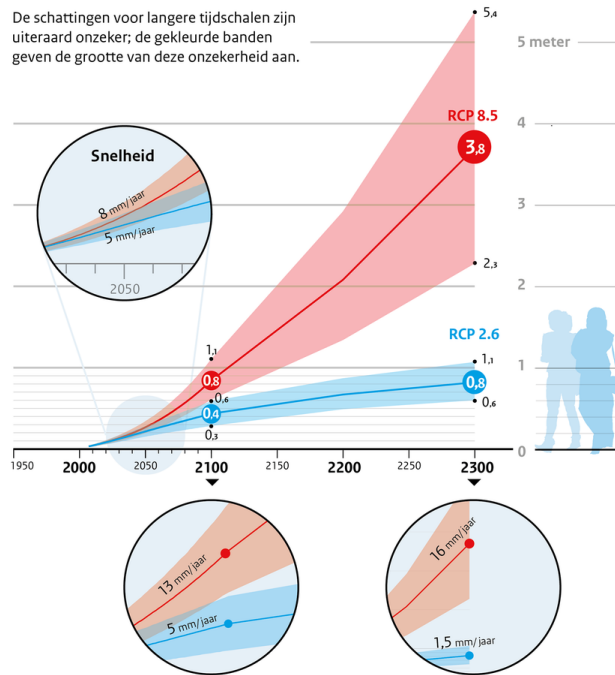 De schattingen voor langere tijdschalen zijn
uiteraard onzeker; de gekleurde banden
geven de grootte van deze onzekerheid aan.
5,4
5 meter
RCP 8.5
4
3,8
Snelheid
8 mm/jaar
5 mm/jaar
2050
3
2,3
2
RCP 2.6
1,1
1,1
1
0,8
0,8
0,6
0,4
0,6
0,3
0
1950
2000
2050
2100
2150
2200
2250
2300
13 mm/jaar
5 mm/jaar
16 mm/jaar
1,5 mm/jaar